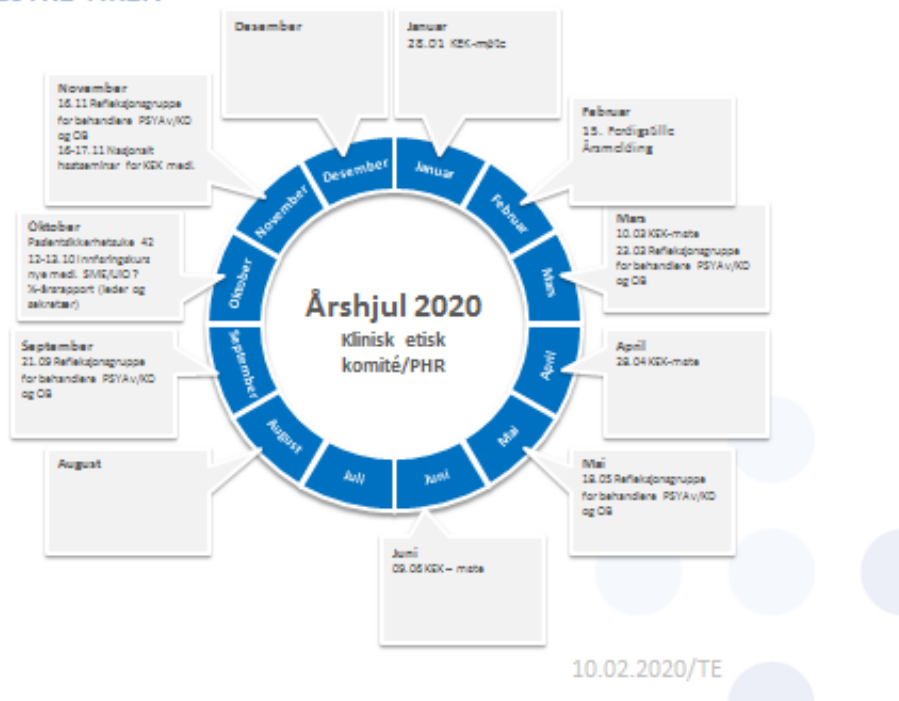 Desember
Januar
28.01 KEK-møte
November
16.11 Refleksjonsgruppe
for behandlere PSYAv/KD
og OB
16-17.11 Nasjonalt
høstseminar for KEK medl.
Februar
15. Ferdigstille
Årsmelding
Oktober
Pasientsikkerhetsuke 42
12-13.10 Innføringskurs
nye medl. SME/UIO ?
½-årsrapport (leder og
sekretær)
Mars
10.03 KEK-møte
23.03 Refleksjonsgruppe
for behandlere PSYAv/KD
og OB
September
21.09 Refleksjonsgruppe
for behandlere PSYAv/KD
og OB
April
28.04 KEK-møte
August
Mai
18.05 Refleksjonsgruppe
for behandlere PSYAv/KD
og OB
Juni
09.06 KEK – møte
Januar
Februar
Mars
April
Mai
Juni
Juli
August
September
Oktober
November
Desember
Årshjul 2020
Klinisk etisk
komité/PHR
10.02.2020/TE